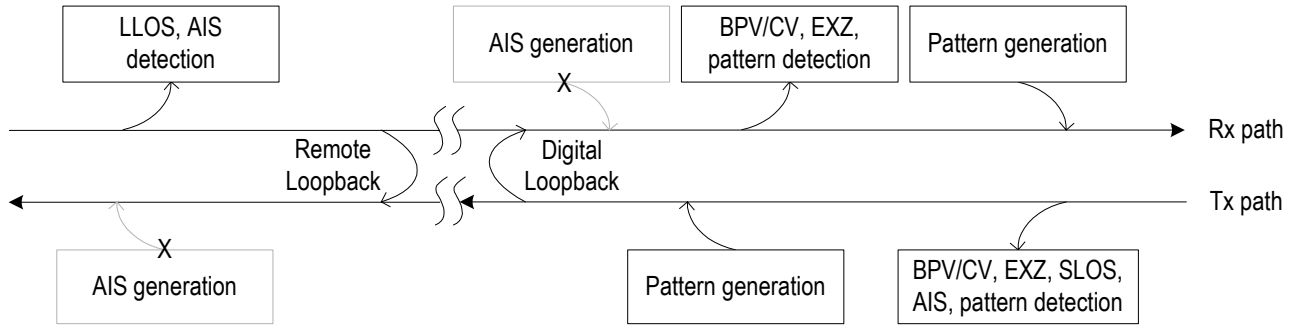 LLOS, AIS
detection
AIS generation
BPV/CV, EXZ,
pattern detection
Pattern generation
X
Rx path
Remote
Loopback
Digital
Loopback
Tx path
X
AIS generation
Pattern generation
BPV/CV, EXZ, SLOS,
AIS, pattern detection